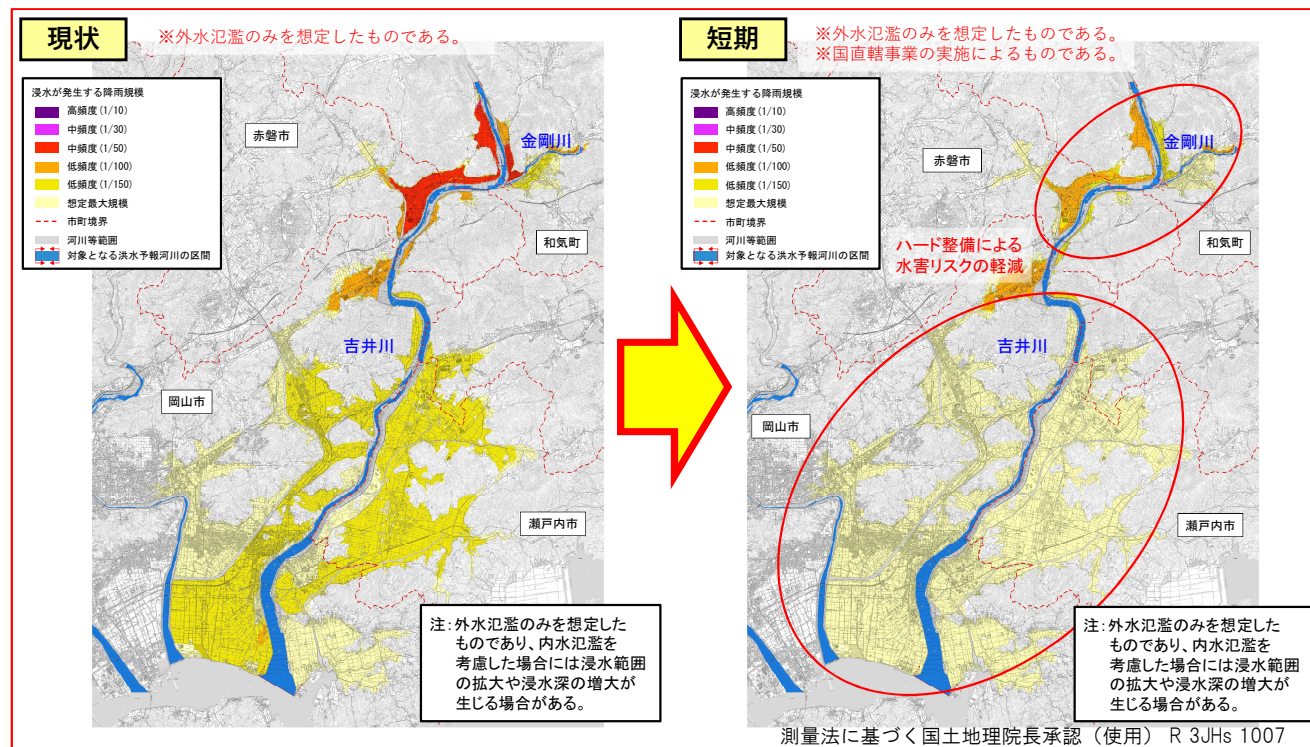 現状
※外水氾濫のみを想定したものである。
浸水が発生する降雨規模
高頻度(1/10)
中頻度(1/30)
中頻度(1/50)
低頻度(1/100)
低頻度(1/150)
想定最大規模
市町境界
河川等範囲
対象となる洪水予報河川の区間
赤磐市
金剛川
和気町
吉井川
岡山市
瀬戸内市
注:外水氾濫のみを想定した
ものであり、内水氾濫を
考慮した場合には浸水範囲
の拡大や浸水深の増大が
生じる場合がある。
短期
※外水氾濫のみを想定したものである。
※国直轄事業の実施によるものである。
浸水が発生する降雨規模
高頻度(1/10)
中頻度(1/30)
中頻度(1/50)
低頻度(1/100)
低頻度(1/150)
想定最大規模
市町境界
河川等範囲
対象となる洪水予報河川の区間
赤磐市
金剛川
和気町
ハード整備による
水害リスクの軽減
吉井川
岡山市
瀬戸内市
注:外水氾濫のみを想定した
ものであり、内水氾濫を
考慮した場合には浸水範囲
の拡大や浸水深の増大が
生じる場合がある。
測量法に基づく国土地理院長承認(使用) R 3JHs 1007